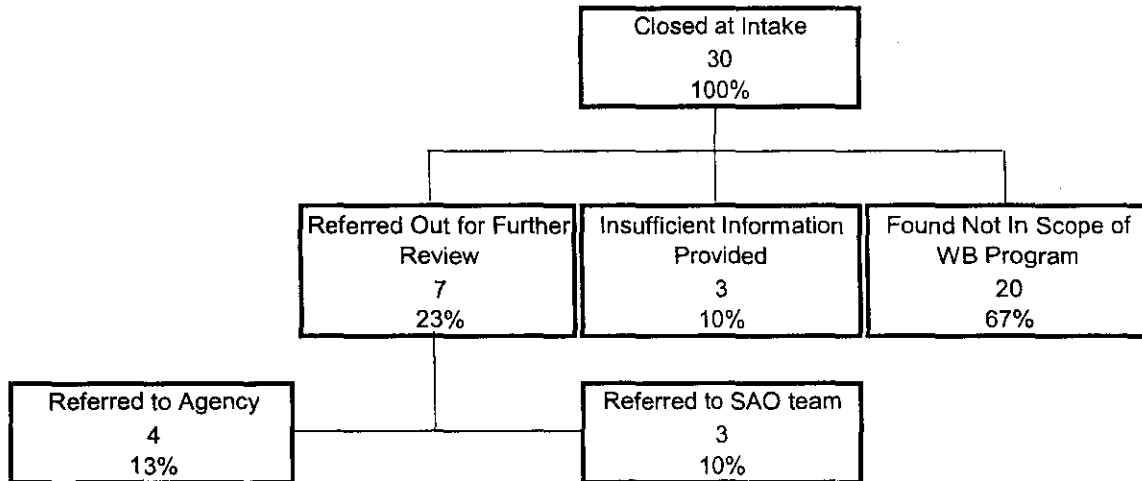 Closed at Intake
30
100%
Referred Out for Further
Review
7
23%
Insufficient Information
Provided
3
10%
Found Not In Scope of
WB Program
20
67%
Referred to Agency
4
13%
Referred to SAO team
3
10%